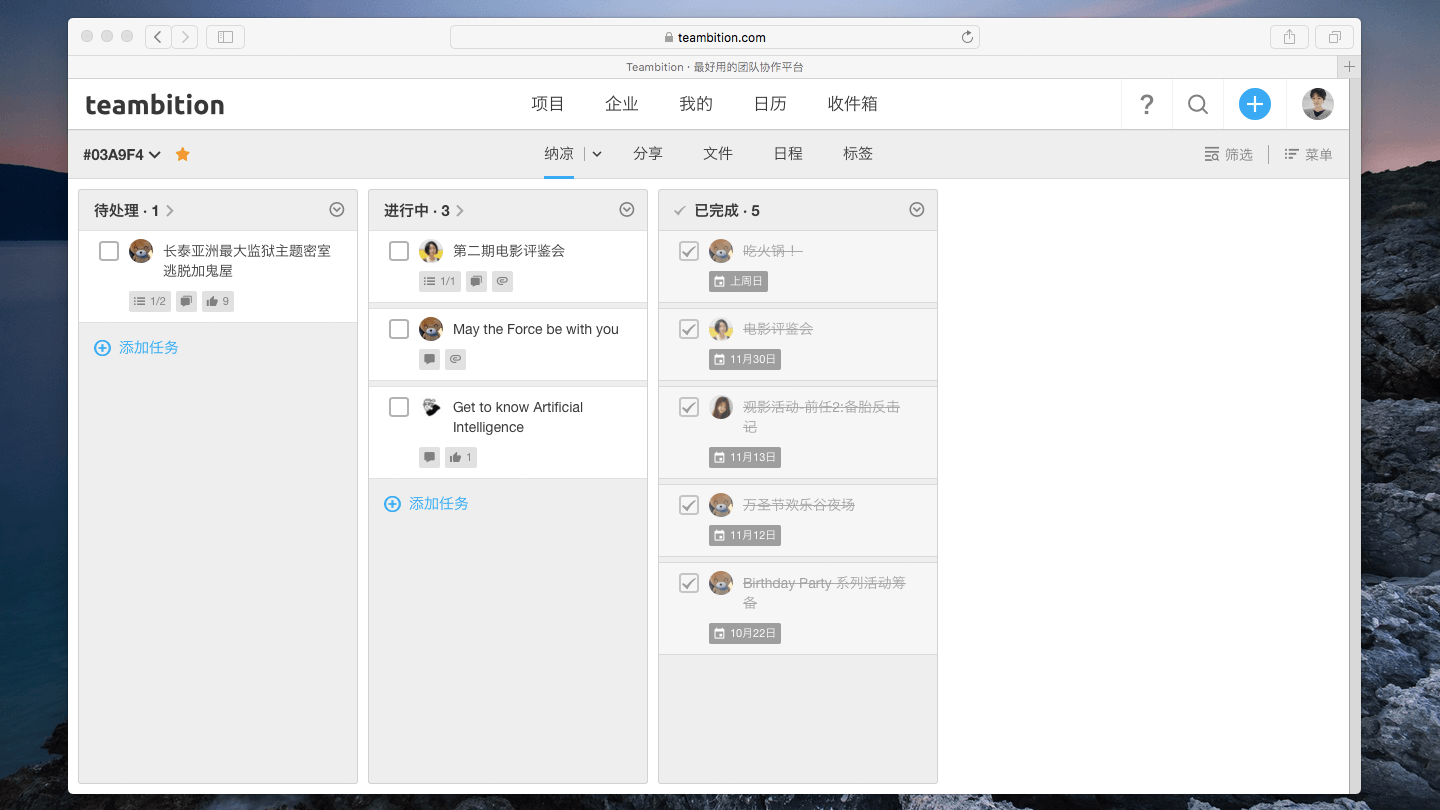 teambition.com
Teambition · 最好用的团队协作平台
teambition
项目 企业 我的 日历 收件箱
?
#03A9F4
纳凉 分享 文件 日程 标签
筛选 菜单
待处理 · 1
长泰亚洲最大监狱主题密室
逃脱加鬼屋
1/2 9
添加任务
进行中 · 3
第二期电影评鉴会
1/1
May the Force be with you
Get to know Artificial
Intelligence
1
添加任务
已完成 · 5
吃火锅！
上周日
电影评鉴会
11月30日
观影活动-前任2:备胎反击
记
11月13日
万圣节欢乐谷夜场
11月12日
Birthday Party 系列活动筹
备
10月22日